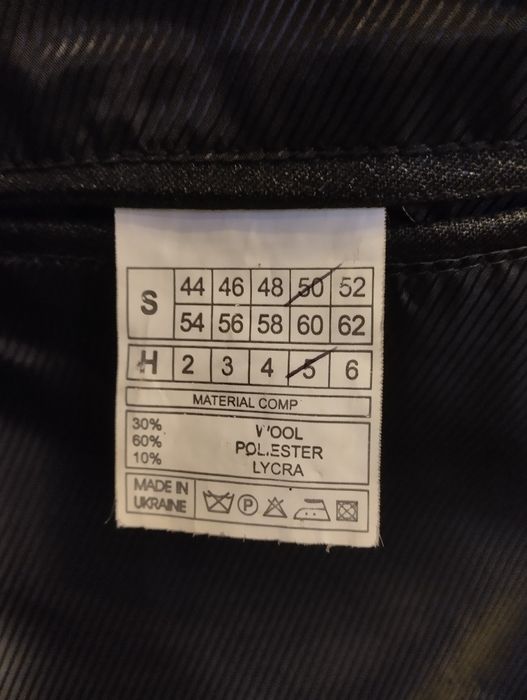 S 44 46 48 50 52
54 56 58 60 62
H 2 3 4 5 6
MATERIAL COMP
30% WOOL
60% POLIESTER
10% LYCRA
MADE IN
UKRAINE
P